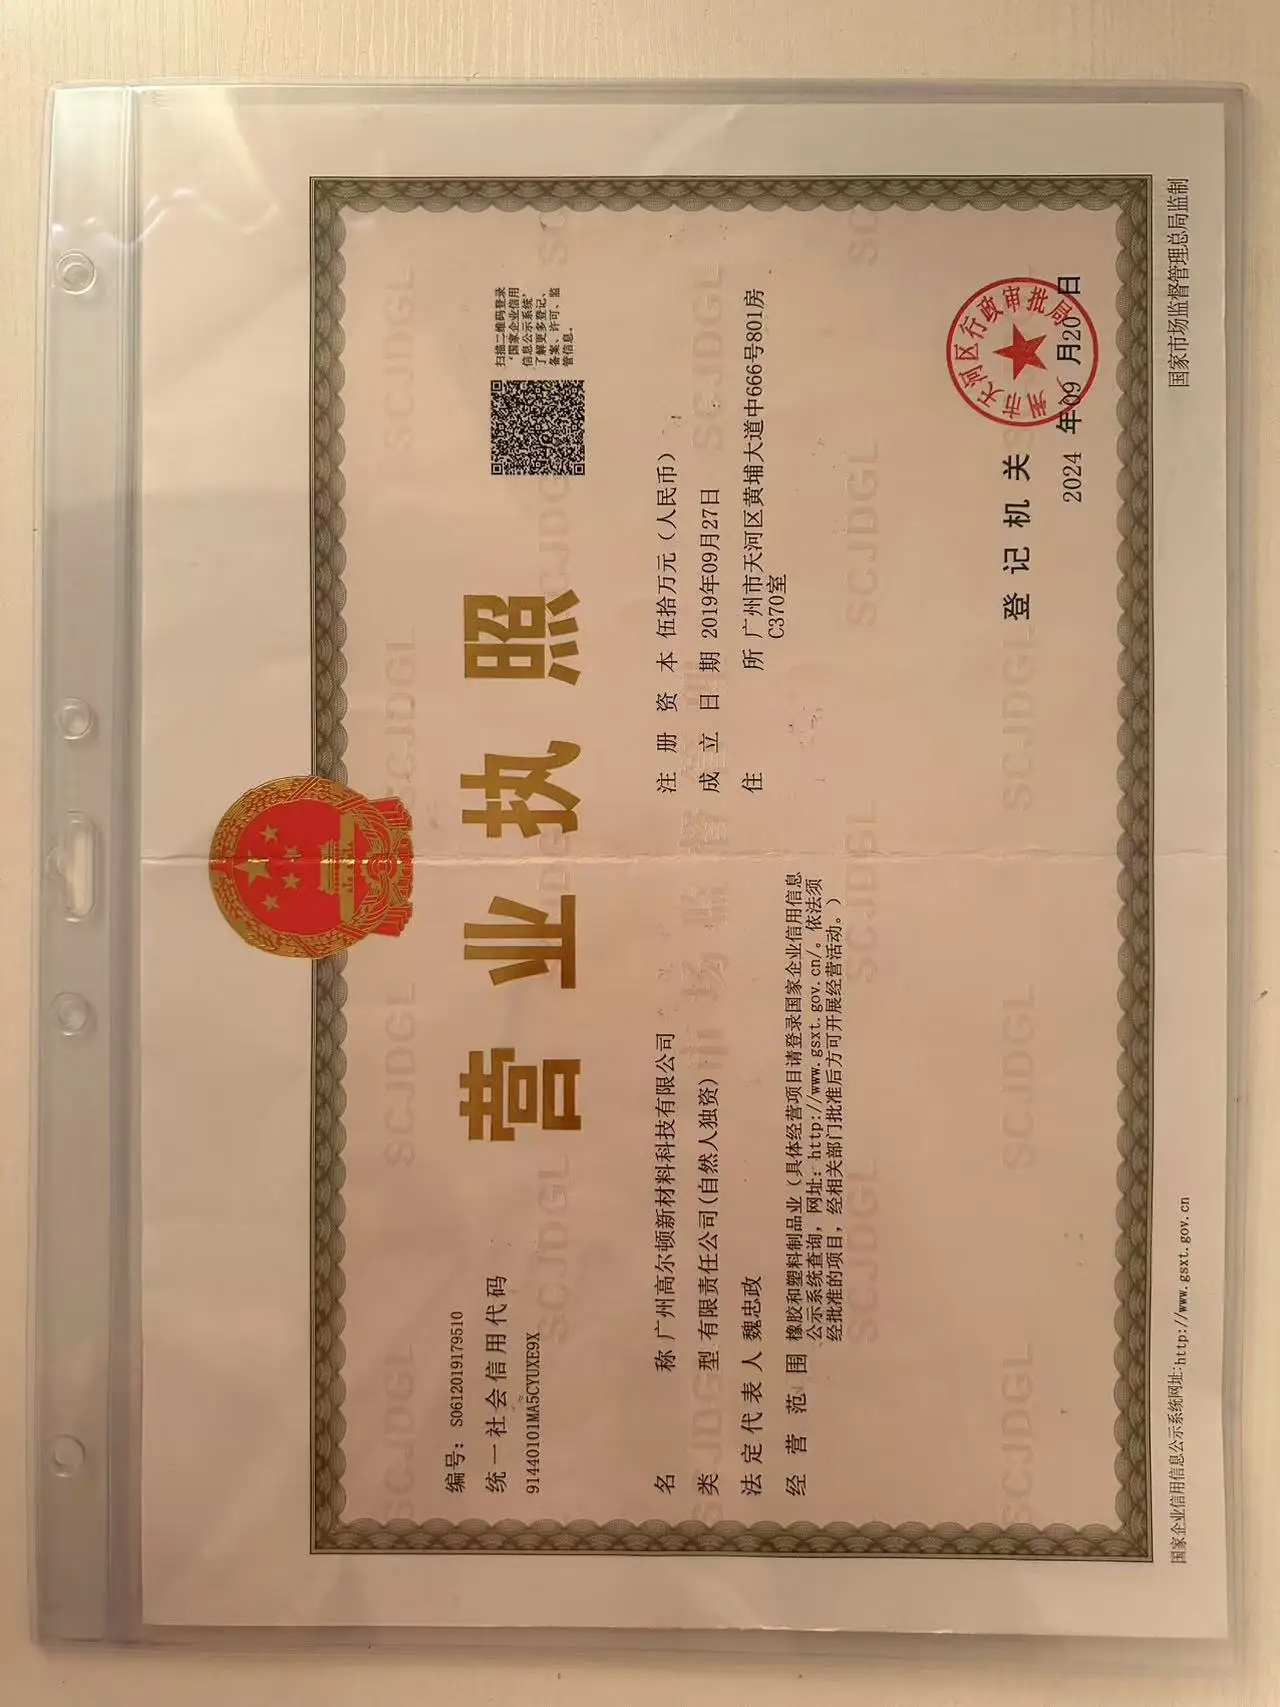 编号: S0612019179510
统一社会信用代码
91440101MA5CYUXE9X
营业执照
扫描二维码登录
‘国家企业信用
信息公示系统’
了解更多登记、
备案、许可、监
管信息。
名称 广州高尔顿新材料科技有限公司
类型 有限责任公司(自然人独资)
法定代表人 魏忠政
经营范围 橡胶和塑料制品业（具体经营项目请登录国家企业信用信息
公示系统查询，网址: http://www.gsxt.gov.cn/。依法须
经批准的项目，经相关部门批准后方可开展经营活动。）
注册资本 伍拾万元（人民币）
成立日期 2019年09月27日
住所 广州市天河区黄埔大道中666号801房
C370室
登记机关
州市天河区行政审批局
2024 年09 月20 日
国家企业信用信息公示系统网址:http://www.gsxt.gov.cn
国家市场监督管理总局监制